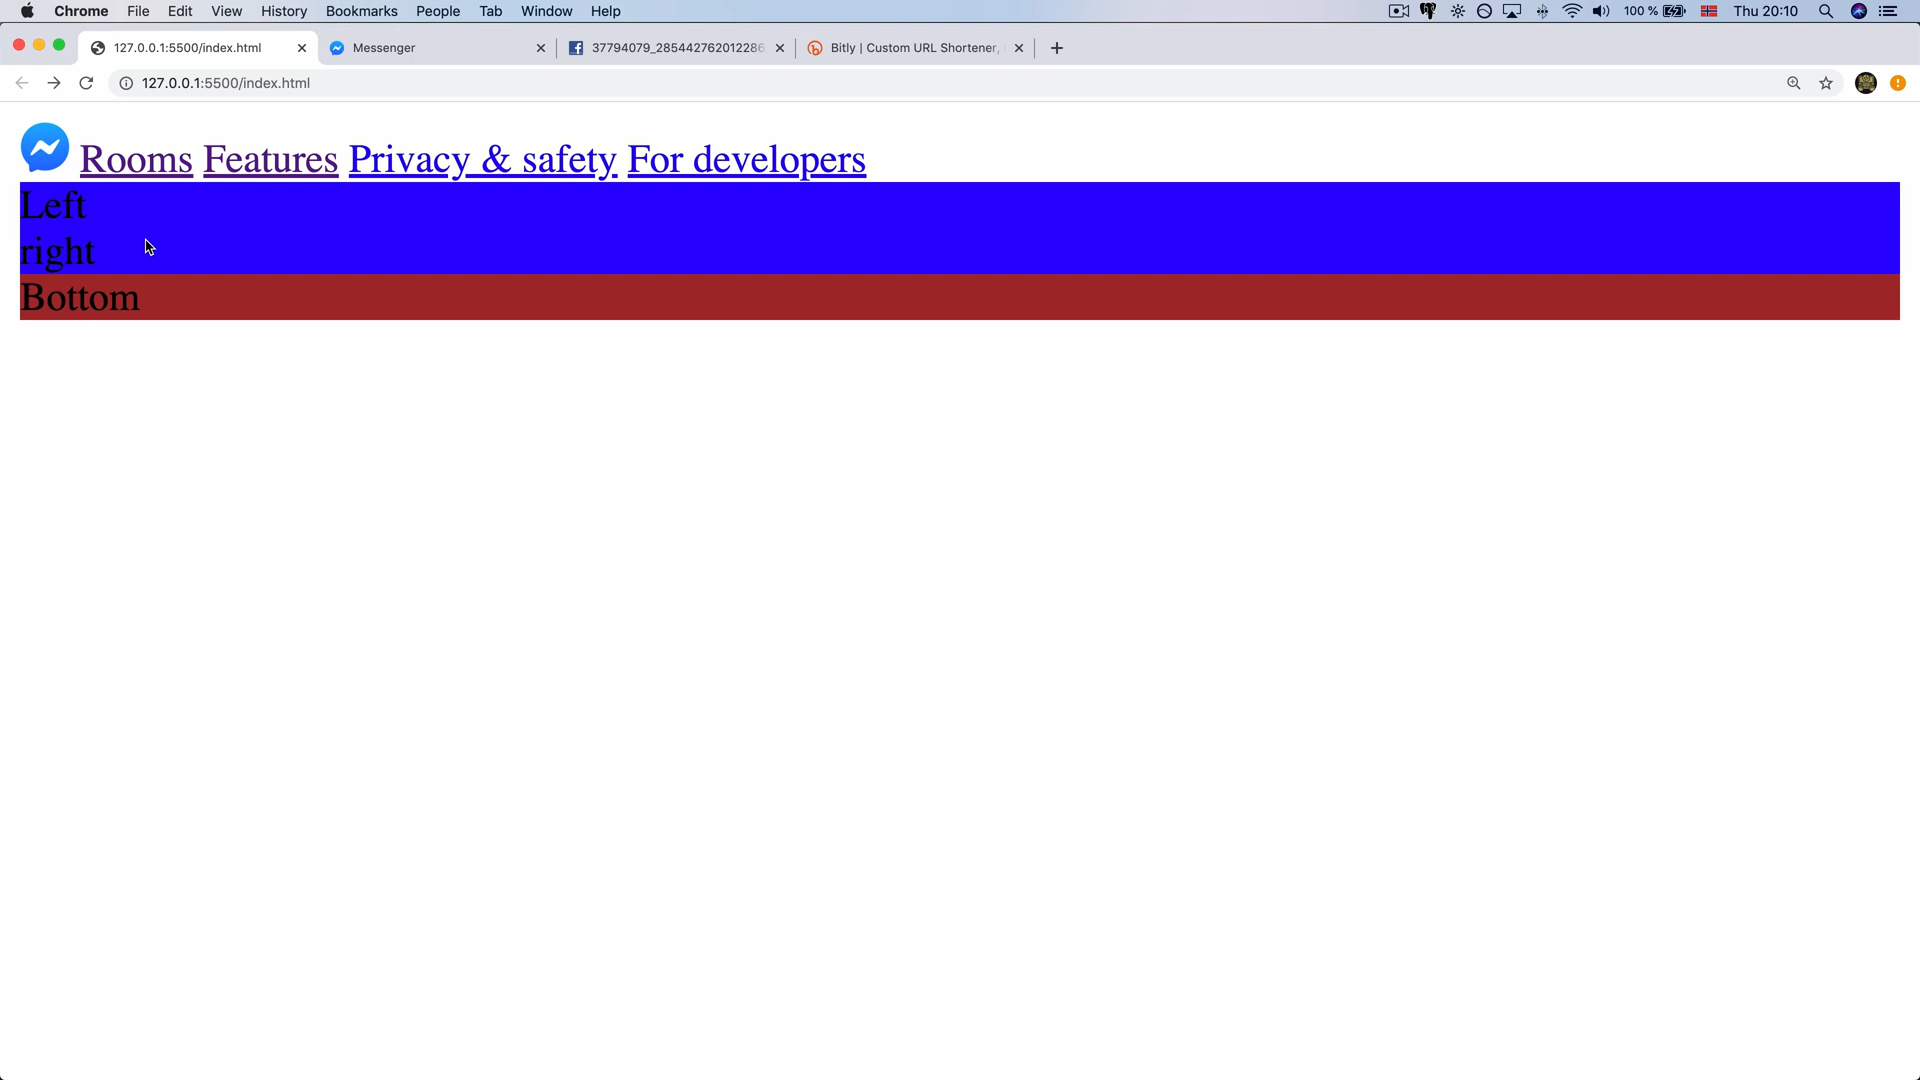 Chrome File Edit View History Bookmarks People Tab Window Help 100 % Thu 20:10
127.0.0.1:5500/index.html Messenger 37794079_285442762012286 Bitly | Custom URL Shortener,
127.0.0.1:5500/index.html
Rooms Features Privacy & safety For developers
Left
right
Bottom